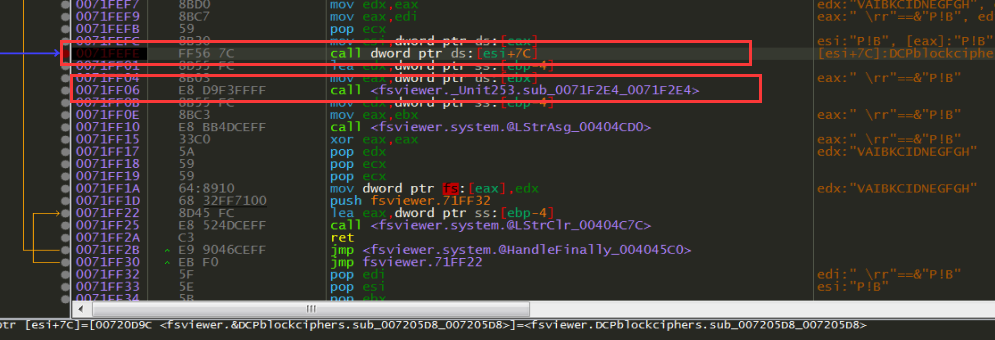 0071FEF7 8BD0 mov edx,eax edx:"VAIBKCIDNEGFGH",
0071FEF9 8BC7 mov eax,edi eax:" \rr"==&"P!B", ed
0071FEFB 59 pop ecx
0071FEFC 8B30 mov esi,dword ptr ds:[eax] esi:"P!B", [eax]:"P!B"
FF56 7C call dword ptr ds:[esi+7C] [esi+7C]:DCPblockcipher
0071FF01 8D55 FC lea edx,dword ptr ss:[ebp-4]
0071FF04 8B03 mov eax,dword ptr ds:[ebx] eax:" \rr"==&"P!B"
0071FF06 E8 D9F3FFFF call <fsviewer._Unit253.sub_0071F2E4_0071F2E4>
0071FF0B 8B55 FC mov edx,dword ptr ss:[ebp-4]
0071FF0E 8BC3 mov eax,ebx eax:" \rr"==&"P!B"
0071FF10 E8 BB4DCEFF call <fsviewer.system.@LStrAsg_00404CD0>
0071FF15 33C0 xor eax,eax eax:" \rr"==&"P!B"
0071FF17 5A pop edx edx:"VAIBKCIDNEGFGH"
0071FF18 59 pop ecx
0071FF19 59 pop ecx
0071FF1A 64:8910 mov dword ptr fs:[eax],edx edx:"VAIBKCIDNEGFGH"
0071FF1D 68 32FF7100 push fsviewer.71FF32
0071FF22 8D45 FC lea eax,dword ptr ss:[ebp-4]
0071FF25 E8 524DCEFF call <fsviewer.system.@LStrClr_00404C7C>
0071FF2A C3 ret
0071FF2B ^ E9 9046CEFF jmp <fsviewer.system.@HandleFinally_004045C0>
0071FF30 ^ EB F0 jmp fsviewer.71FF22
0071FF32 5F pop edi edi:" \rr"==&"P!B"
0071FF33 5E pop esi esi:"P!B"
0071FF34 5B pop ebx
ptr [esi+7C]=[00720D9C <fsviewer.&DCPblockciphers.sub_007205D8_007205D8>]=<fsviewer.DCPblockciphers.sub_007205D8_007205D8>